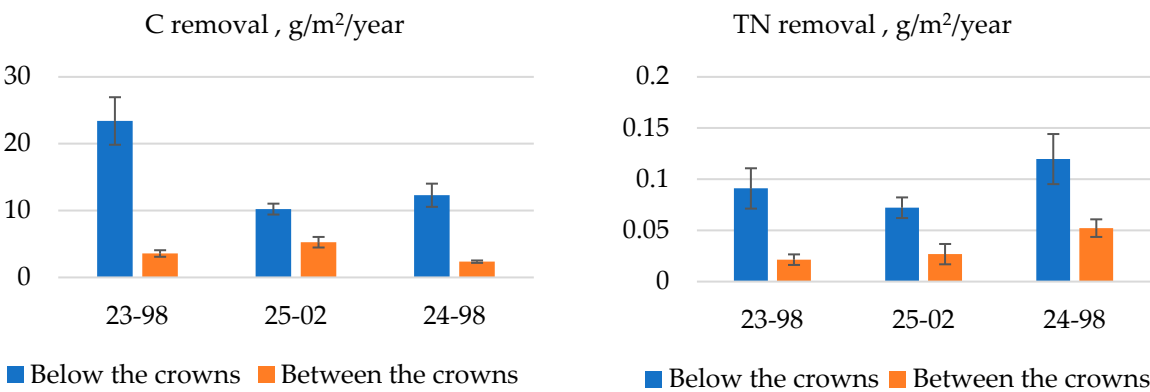 C removal , g/m²/year
30
20
10
0
23-98 25-02 24-98
Below the crowns Between the crowns
TN removal , g/m²/year
0.2
0.15
0.1
0.05
0
23-98 25-02 24-98
Below the crowns Between the crowns